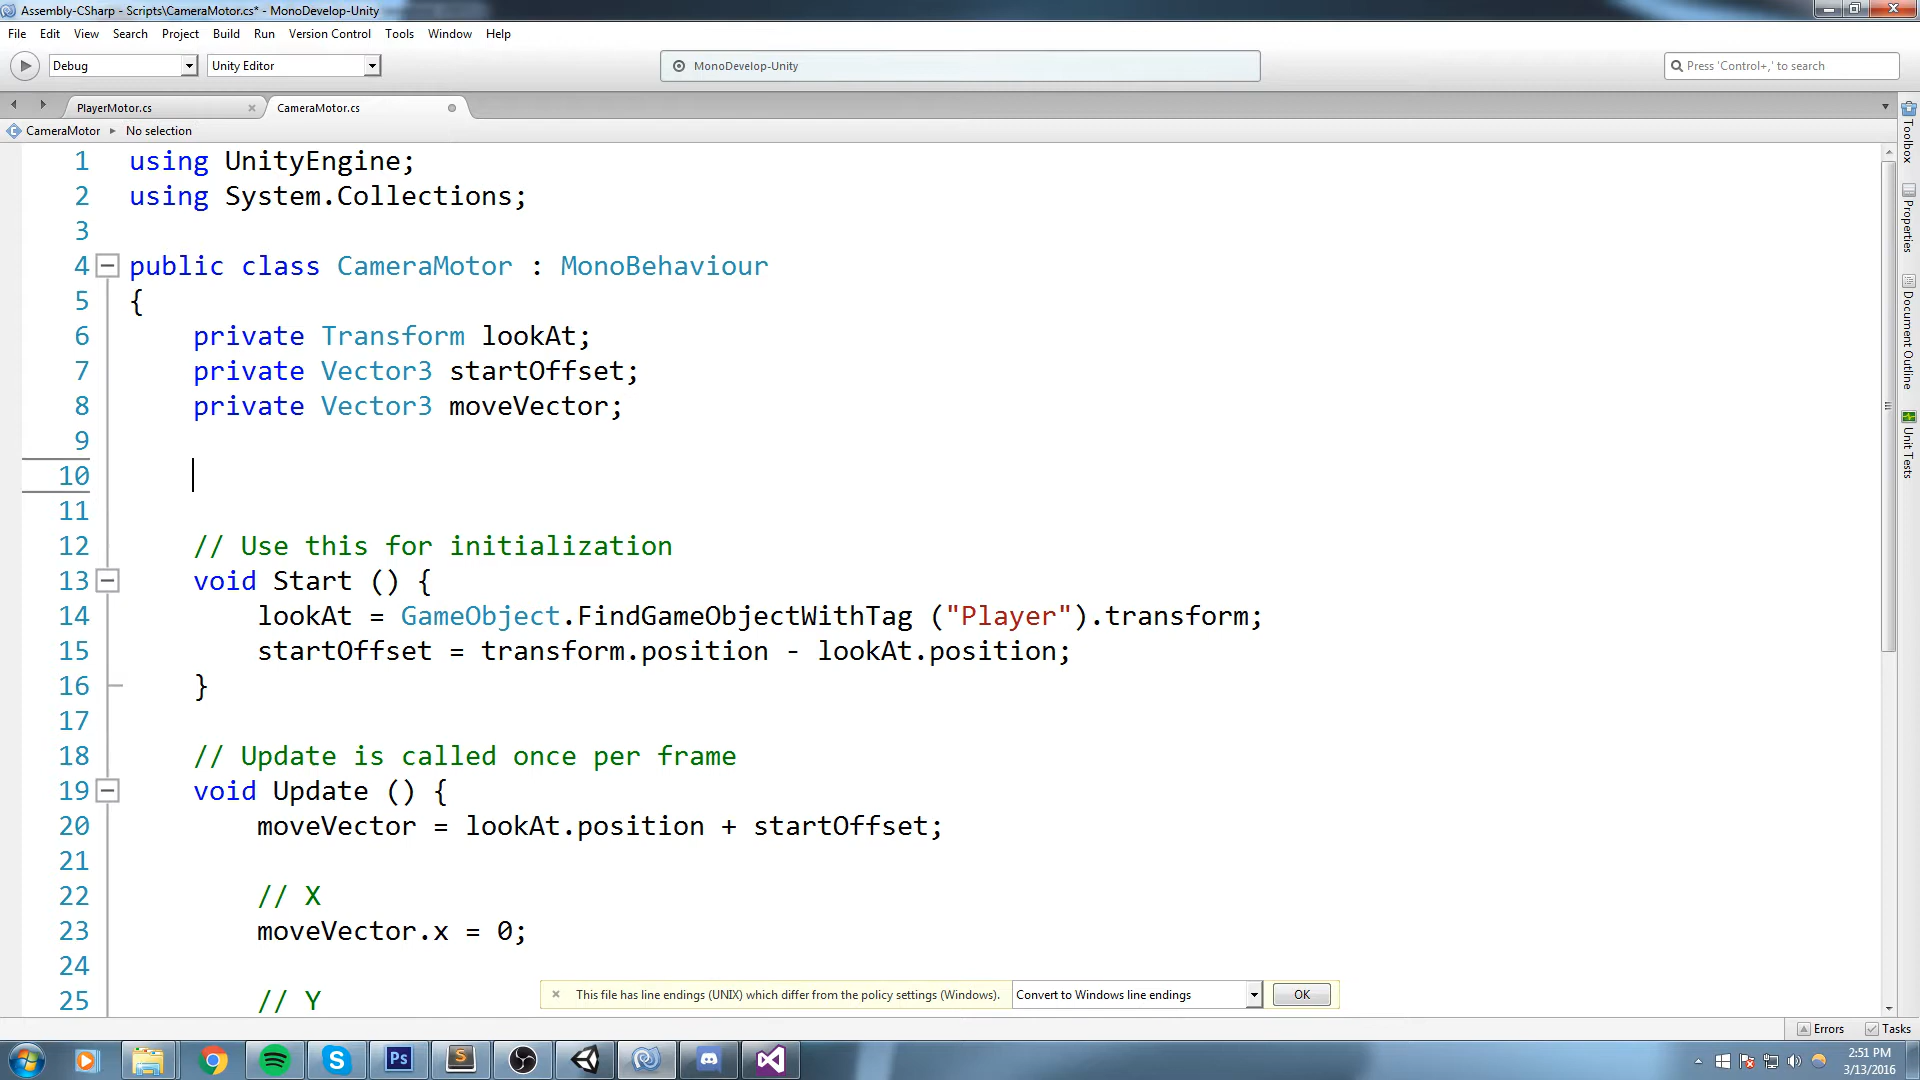 Assembly-CSharp - Scripts\CameraMotor.cs* - MonoDevelop-Unity
File Edit View Search Project Build Run Version Control Tools Window Help
Debug Unity Editor MonoDevelop-Unity Press 'Control+,' to search
PlayerMotor.cs CameraMotor.cs
CameraMotor No selection
1 using UnityEngine;
2 using System.Collections;
3
4 public class CameraMotor : MonoBehaviour
5 {
6 private Transform lookAt;
7 private Vector3 startOffset;
8 private Vector3 moveVector;
9
10
11
12 // Use this for initialization
13 void Start () {
14 lookAt = GameObject.FindGameObjectWithTag ("Player").transform;
15 startOffset = transform.position - lookAt.position;
16 }
17
18 // Update is called once per frame
19 void Update () {
20 moveVector = lookAt.position + startOffset;
21
22 // X
23 moveVector.x = 0;
24
25 // Y
This file has line endings (UNIX) which differ from the policy settings (Windows). Convert to Windows line endings OK
Toolbox
Properties
Document Outline
Unit Tests
Errors Tasks
Ps
S
S
2:51 PM
3/13/2016